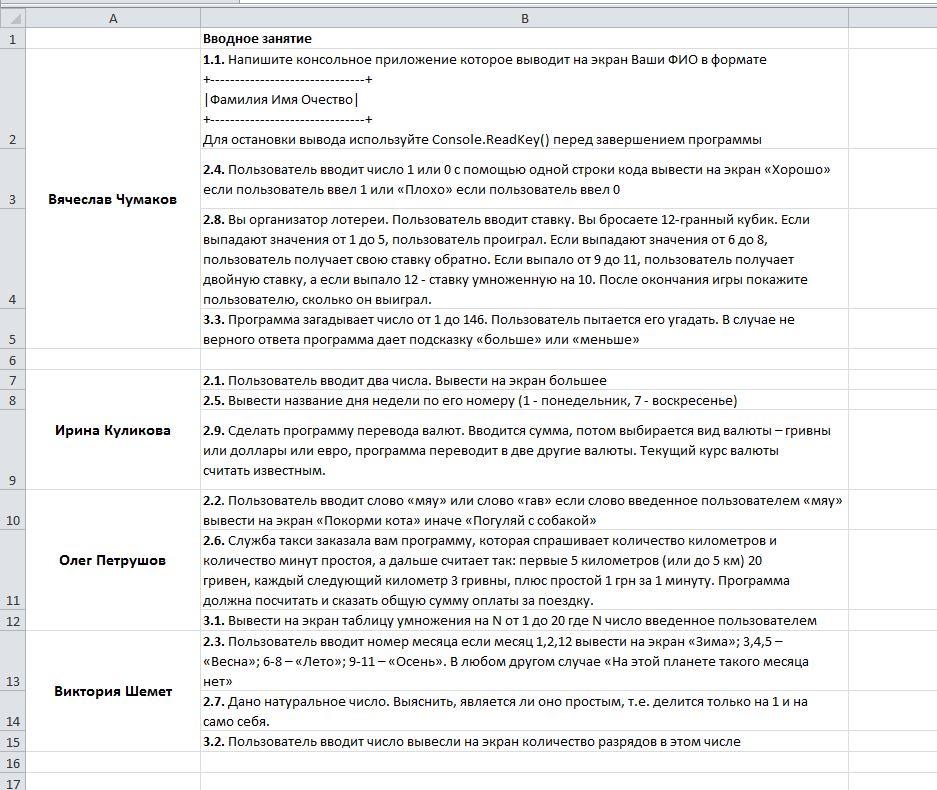 A B
1 Вводное занятие
1.1. Напишите консольное приложение которое выводит на экран Ваши ФИО в формате
+-------------------------------+
|Фамилия Имя Очество|
+-------------------------------+
2 Для остановки вывода используйте Console.ReadKey() перед завершением программы
Вячеслав Чумаков
2.4. Пользователь вводит число 1 или 0 с помощью одной строки кода вывести на экран «Хорошо»
3 если пользователь ввел 1 или «Плохо» если пользователь ввел 0
2.8. Вы организатор лотереи. Пользователь вводит ставку. Вы бросаете 12-гранный кубик. Если
выпадают значения от 1 до 5, пользователь проиграл. Если выпадают значения от 6 до 8,
пользователь получает свою ставку обратно. Если выпало от 9 до 11, пользователь получает
двойную ставку, а если выпало 12 - ставку умноженную на 10. После окончания игры покажите
4 пользователю, сколько он выиграл.
3.3. Программа загадывает число от 1 до 146. Пользователь пытается его угадать. В случае не
5 верного ответа программа дает подсказку «больше» или «меньше»
6
7 2.1. Пользователь вводит два числа. Вывести на экран большее
8 2.5. Вывести название дня недели по его номеру (1 - понедельник, 7 - воскресенье)
Ирина Куликова
2.9. Сделать программу перевода валют. Вводится сумма, потом выбирается вид валюты – гривны
или доллары или евро, программа переводит в две другие валюты. Текущий курс валюты
9 считать известным.
2.2. Пользователь вводит слово «мяу» или слово «гав» если слово введенное пользователем «мяу»
10 вывести на экран «Покорми кота» иначе «Погуляй с собакой»
Олег Петрушов
2.6. Служба такси заказала вам программу, которая спрашивает количество километров и
количество минут простоя, а дальше считает так: первые 5 километров (или до 5 км) 20
гривен, каждый следующий километр 3 гривны, плюс простой 1 грн за 1 минуту. Программа
11 должна посчитать и сказать общую сумму оплаты за поездку.
12 3.1. Вывести на экран таблицу умножения на N от 1 до 20 где N число введенное пользователем
2.3. Пользователь вводит номер месяца если месяц 1,2,12 вывести на экран «Зима»; 3,4,5 –
«Весна»; 6-8 – «Лето»; 9-11 – «Осень». В любом другом случае «На этой планете такого месяца
13 нет»
Виктория Шемет
2.7. Дано натуральное число. Выяснить, является ли оно простым, т.е. делится только на 1 и на
14 само себя.
15 3.2. Пользователь вводит число вывесли на экран количество разрядов в этом числе
16
17